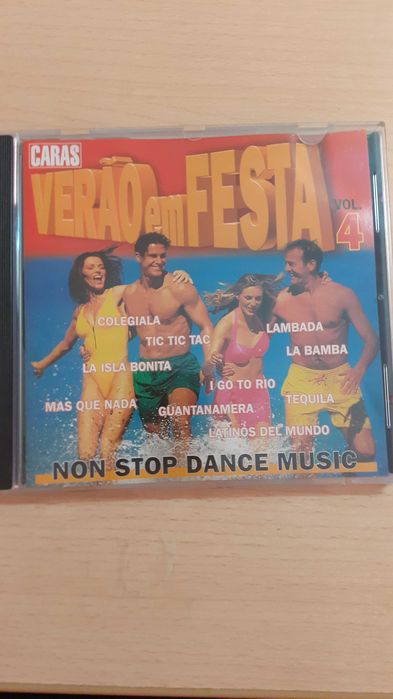 CARAS
VERÃO em FESTA
VOL.
4
COLEGIALA
TIC TIC TAC
LAMBADA
LA ISLA BONITA
LA BAMBA
I GO TO RIO
MAS QUE NADA
TEQUILA
GUANTANAMERA
LATINOS DEL MUNDO
NON STOP DANCE MUSIC